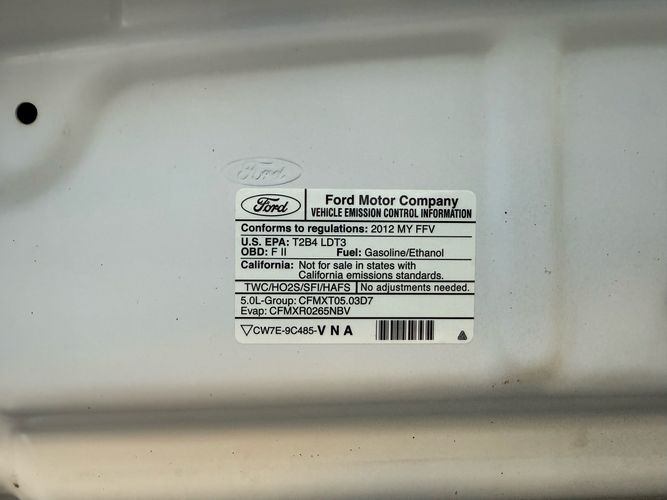 Ford
Ford
Ford Motor Company
VEHICLE EMISSION CONTROL INFORMATION
Conforms to regulations: 2012 MY FFV
U.S. EPA: T2B4 LDT3
OBD: F II Fuel: Gasoline/Ethanol
California: Not for sale in states with
California emissions standards.
TWC/HO2S/SFI/HAFS No adjustments needed.
5.0L-Group: CFMXT05.03D7
Evap: CFMXR0265NBV
CW7E-9C485-V N A